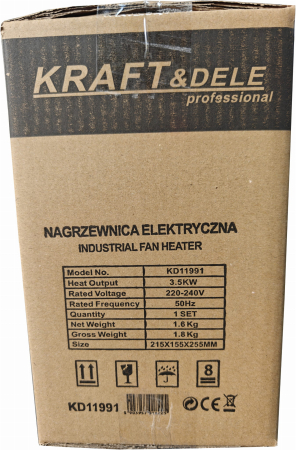 KRAFT&DELE
professional
NAGRZEWNICA ELEKTRYCZNA
INDUSTRIAL FAN HEATER
Model No. KD11991
Heat Output 3.5KW
Rated Voltage 220-240V
Rated Frequency 50Hz
Quantity 1 SET
Net Weight 1.6Kg
Gross Weight 1.8Kg
Size 215X155X255MM
8
KD11991
CE